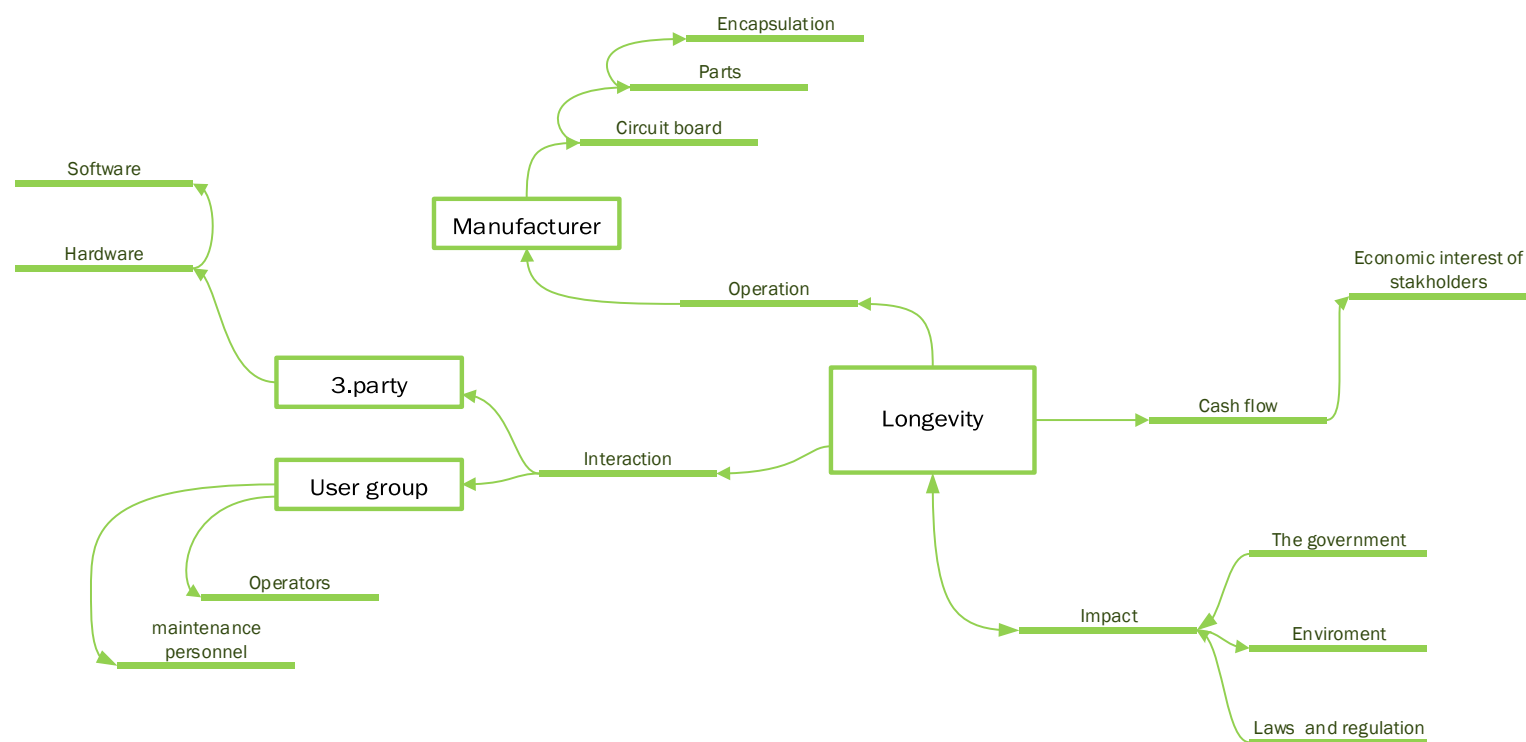 Encapsulation
Parts
Circuit board
Software
Manufacturer
Hardware
Economic interest of
stakholders
Operation
3.party
Longevity
Cash flow
Interaction
User group
The government
Operators
Impact
maintenance
personnel
Enviroment
Laws and regulation